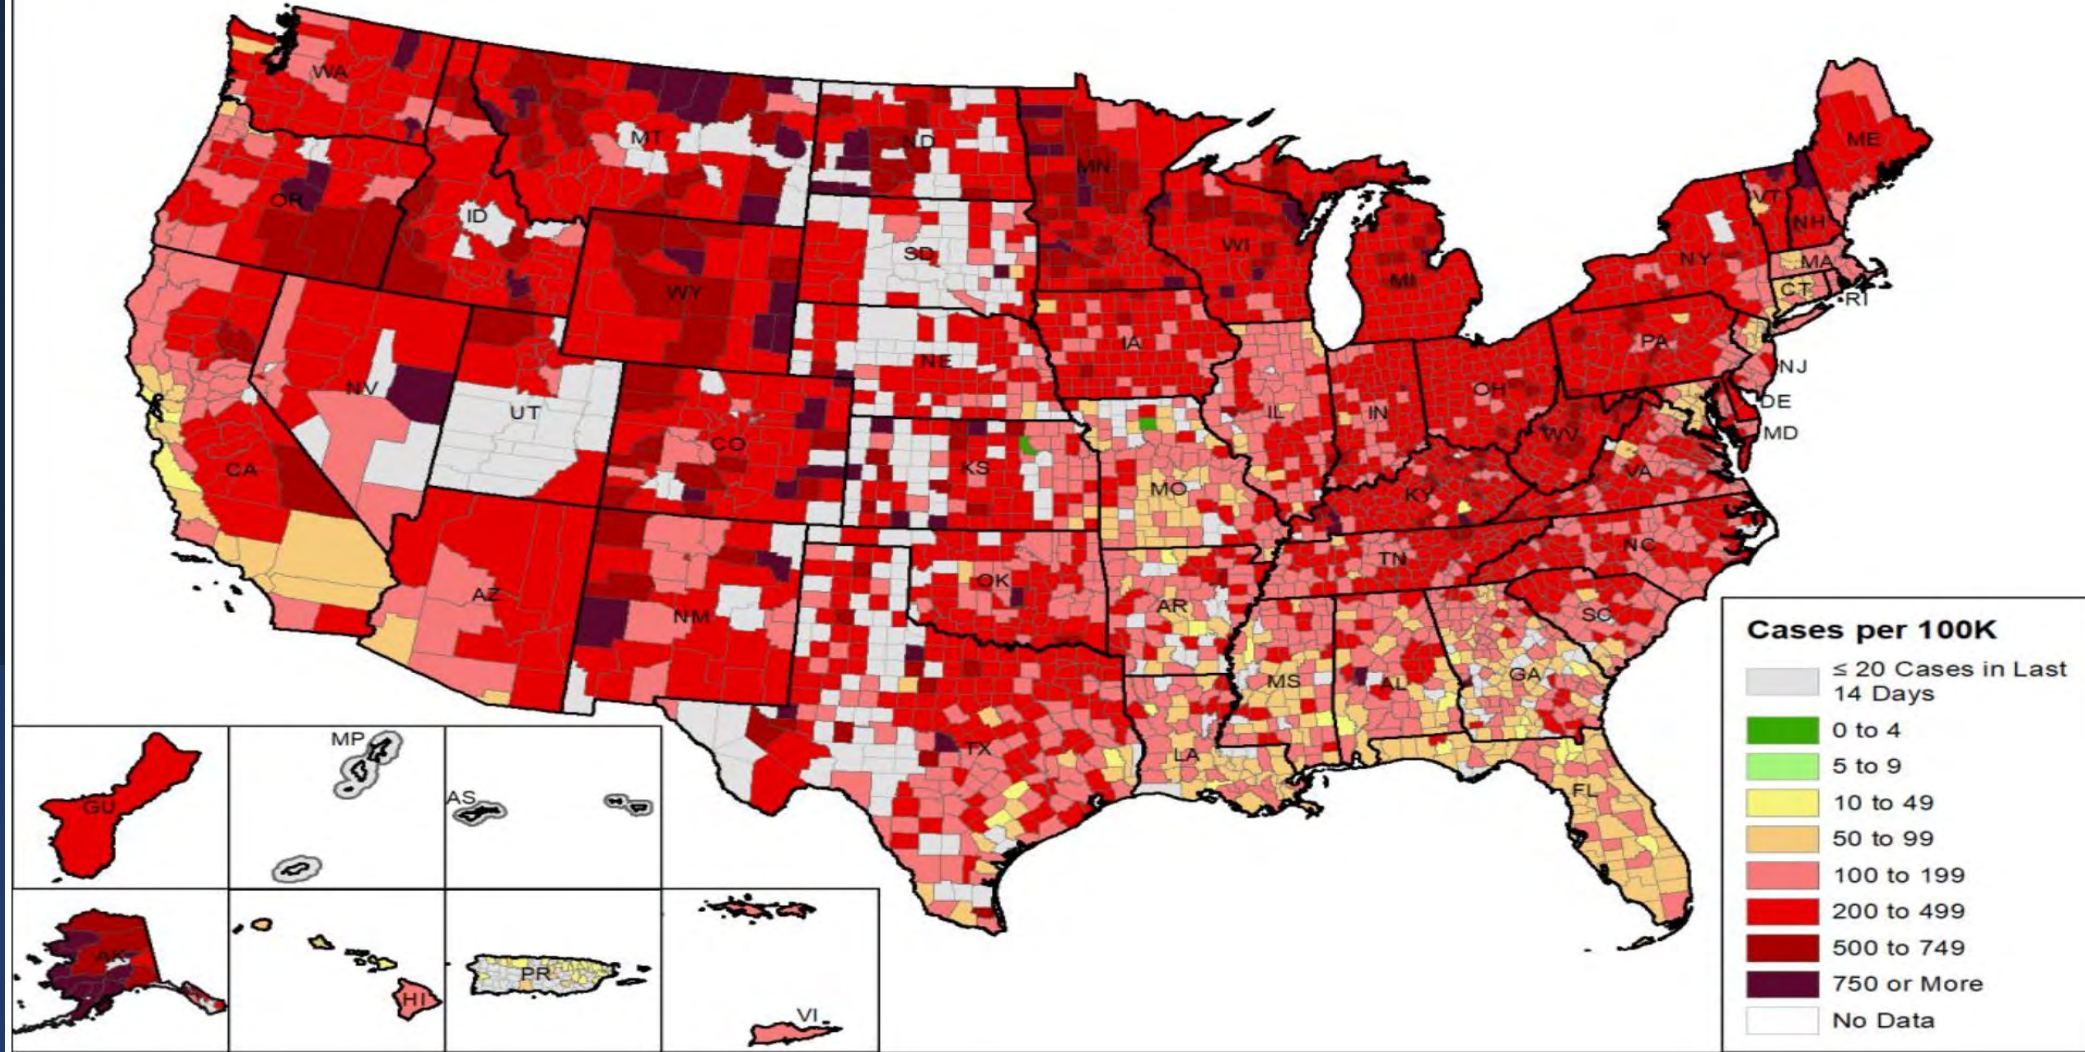 WA
MT
ND
MN
ME
OR
ID
SD
WI
VT
NH
WY
MI
NY
MA
CT
RI
IA
PA
NE
NV
UT
OH
NJ
CO
IL
IN
DE
CA
KS
MO
WV
MD
VA
KY
AZ
NM
OK
AR
TN
NC
SC
MS
AL
GA
TX
LA
FL
GU
MP
AS
AK
HI
PR
VI
Cases per 100K
≤ 20 Cases in Last
14 Days
0 to 4
5 to 9
10 to 49
50 to 99
100 to 199
200 to 499
500 to 749
750 or More
No Data